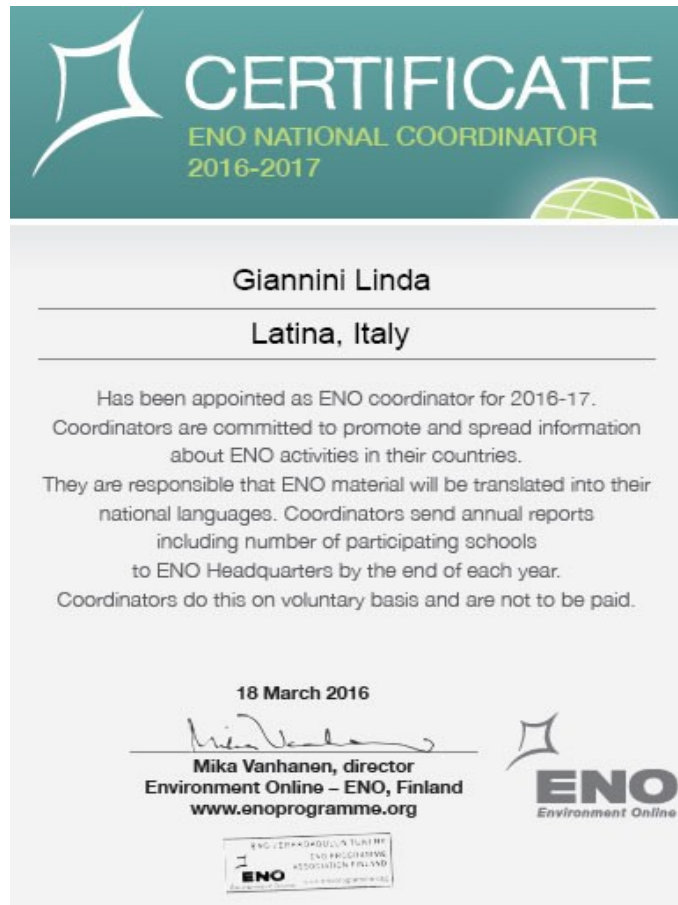 CERTIFICATE
ENO NATIONAL COORDINATOR
2016-2017
Giannini Linda
Latina, Italy
Has been appointed as ENO coordinator for 2016-17.
Coordinators are committed to promote and spread information
about ENO activities in their countries.
They are responsible that ENO material will be translated into their
national languages. Coordinators send annual reports
including number of participating schools
to ENO Headquarters by the end of each year.
Coordinators do this on voluntary basis and are not to be paid.
18 March 2016
Mika Vanhanen, director
Environment Online – ENO, Finland
www.enoprogramme.org
ENO
Environment Online
ENO PROGRAMME
ASSOCIATION FINLAND
ENO